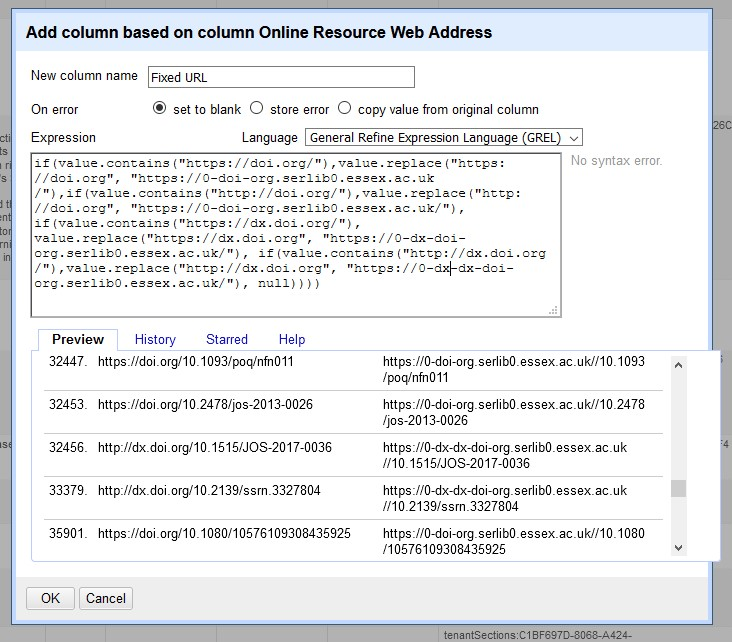 Add column based on column Online Resource Web Address
New column name Fixed URL
On error set to blank store error copy value from original column
Expression Language General Refine Expression Language (GREL)
if(value.contains("https://doi.org/"),value.replace("https:
//doi.org", "https://0-doi-org.serlib0.essex.ac.uk
/"),if(value.contains("http://doi.org/"),value.replace("http:
//doi.org", "https://0-doi-org.serlib0.essex.ac.uk/"),
if(value.contains("https://dx.doi.org/"),
value.replace("https://dx.doi.org", "https://0-dx-doi-
org.serlib0.essex.ac.uk/"), if(value.contains("http://dx.doi.org
/"),value.replace("http://dx.doi.org", "https://0-dx-dx-doi-
org.serlib0.essex.ac.uk/"), null))))
No syntax error.
Preview History Starred Help
32447. https://doi.org/10.1093/poq/nfn011 https://0-doi-org.serlib0.essex.ac.uk//10.1093
/poq/nfn011
32453. https://doi.org/10.2478/jos-2013-0026 https://0-doi-org.serlib0.essex.ac.uk//10.2478
/jos-2013-0026
32456. http://dx.doi.org/10.1515/JOS-2017-0036 https://0-dx-dx-doi-org.serlib0.essex.ac.uk
//10.1515/JOS-2017-0036
33379. http://dx.doi.org/10.2139/ssrn.3327804 https://0-dx-dx-doi-org.serlib0.essex.ac.uk
//10.2139/ssrn.3327804
35901. https://doi.org/10.1080/10576109308435925 https://0-doi-org.serlib0.essex.ac.uk//10.1080
/10576109308435925
OK Cancel
tenantSections:C1BF697D-8068-A424-